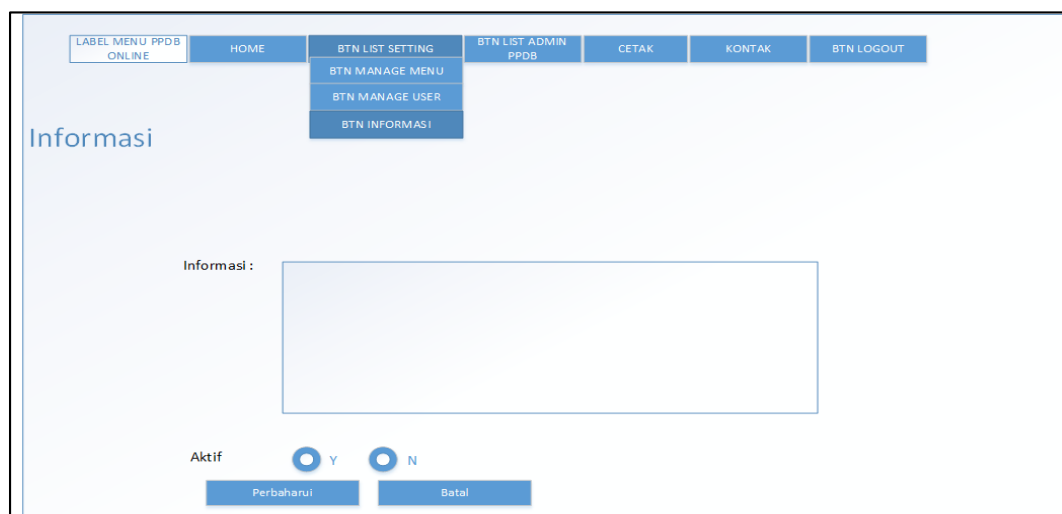 LABEL MENU PPDB
ONLINE
HOME
BTN LIST SETTING
BTN LIST ADMIN
PPDB
CETAK
KONTAK
BTN LOGOUT
BTN MANAGE MENU
BTN MANAGE USER
BTN INFORMASI
Informasi
Informasi :
Aktif
Y
N
Perbaharui
Batal